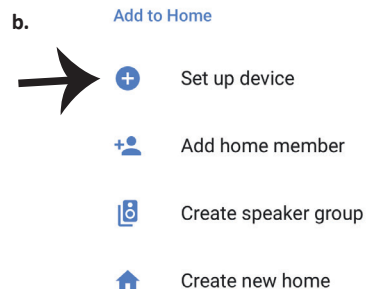 Add to Home
b.
Set up device
Add home member
Create speaker group
Create new home